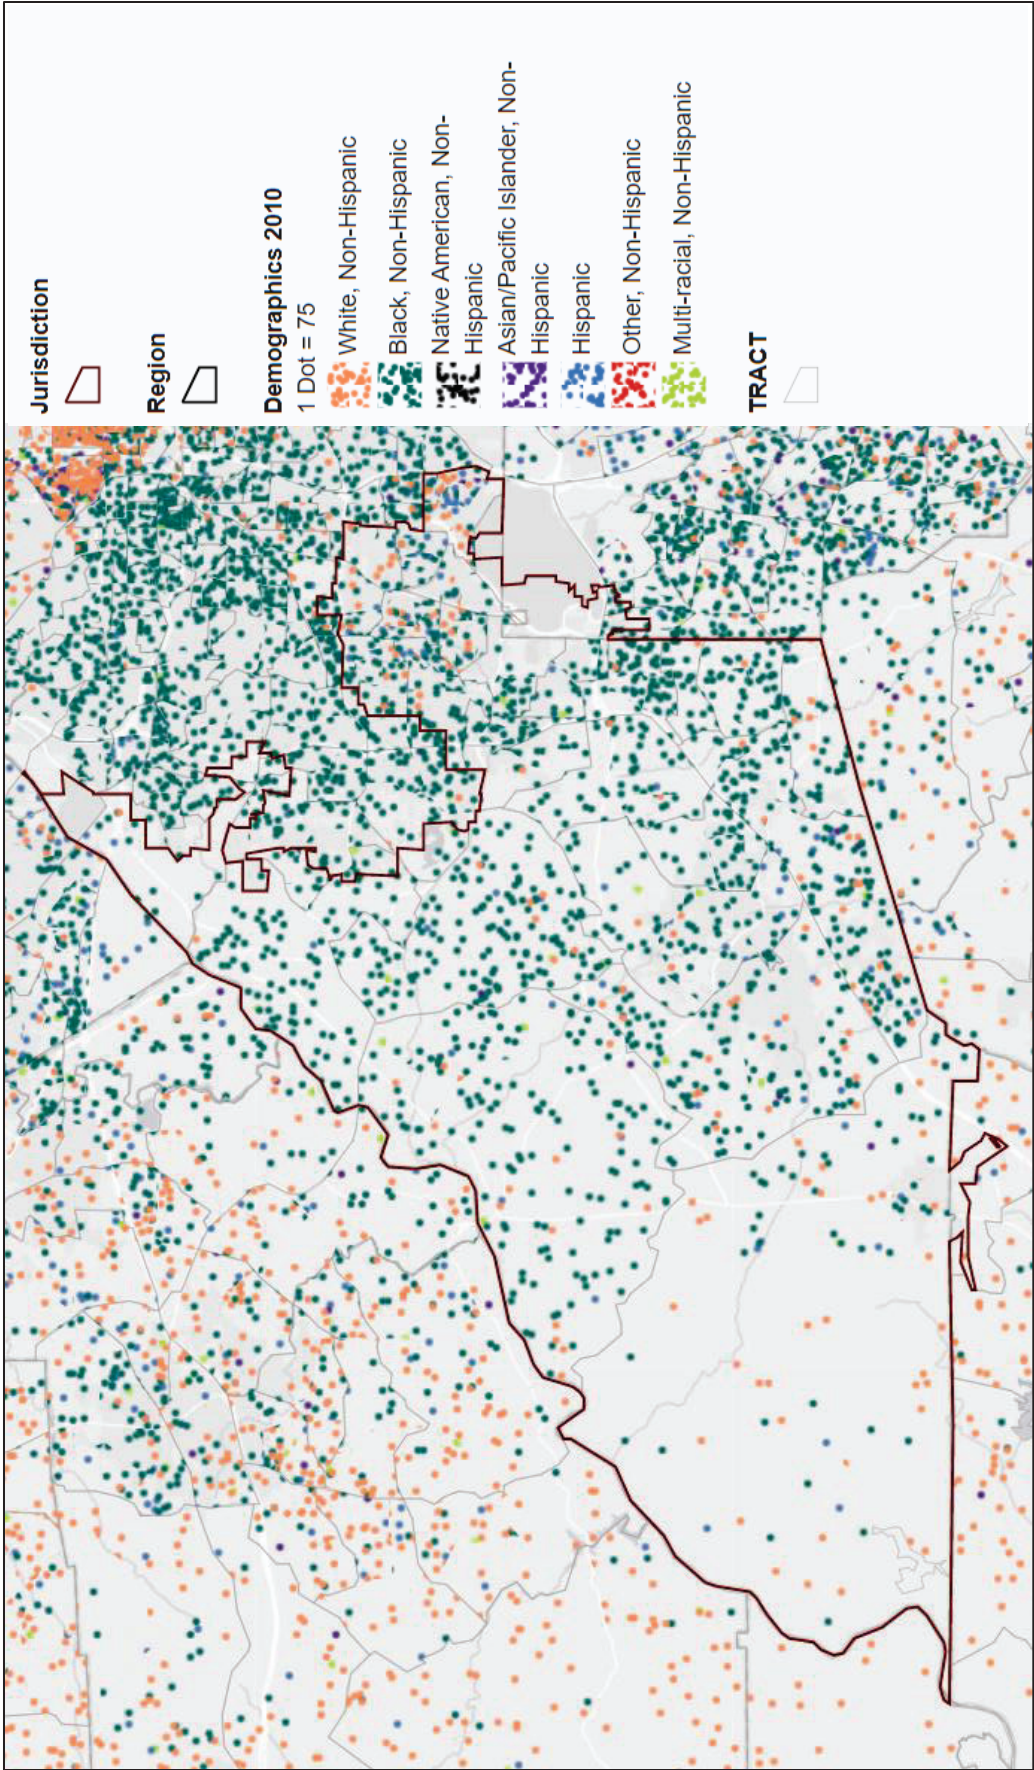 Jurisdiction
Region
Demographics 2010
1 Dot = 75
White, Non-Hispanic
Black, Non-Hispanic
Native American, Non-
Hispanic
Asian/Pacific Islander, Non-
Hispanic
Hispanic
Other, Non-Hispanic
Multi-racial, Non-Hispanic
TRACT